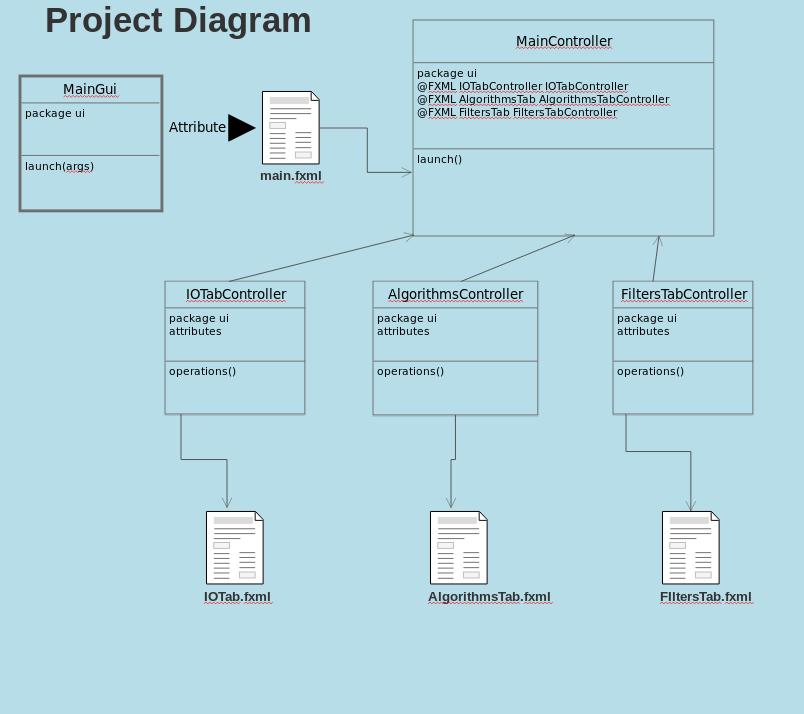 Project Diagram
MainGui
package ui
launch(args)
Attribute
main.fxml
MainController
package ui
@FXML IOTabController IOTabController
@FXML AlgorithmsTab AlgorithmsTabController
@FXML FiltersTab FiltersTabController
launch()
IOTabController
package ui
attributes
operations()
AlgorithmsController
package ui
attributes
operations()
FiltersTabController
package ui
attributes
operations()
IOTab.fxml
AlgorithmsTab.fxml
FIltersTab.fxml